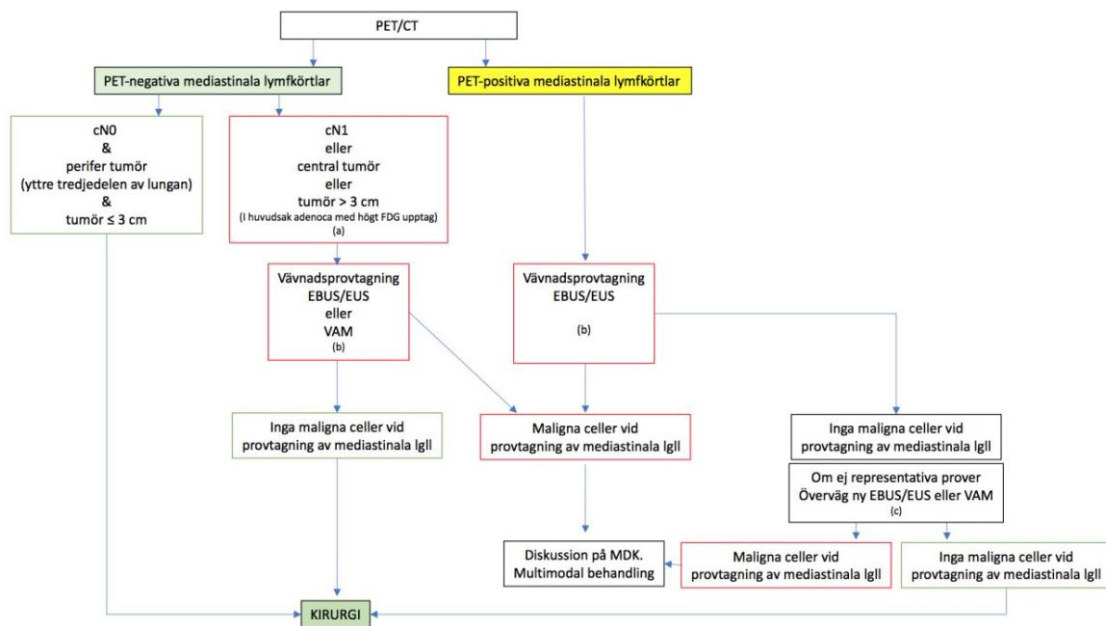 PET/CT
PET-negativa mediastinala lymfkörtlar
PET-positiva mediastinala lymfkörtlar
cN0
&
perifer tumör
(yttre tredjedelen av lungan)
&
tumör ≤ 3 cm
cN1
eller
central tumör
eller
tumör > 3 cm
(I huvudsak adenoca med högt FDG upptag)
(a)
Vävnadsprovtagning
EBUS/EUS
eller
VAM
(b)
Vävnadsprovtagning
EBUS/EUS
(b)
Inga maligna celler vid
provtagning av mediastinala lgll
Maligna celler vid
provtagning av mediastinala lgll
Inga maligna celler vid
provtagning av mediastinala lgll
Om ej representativa prover
Överväg ny EBUS/EUS eller VAM
(c)
Diskussion på MDK.
Multimodal behandling
Maligna celler vid
provtagning av mediastinala lgll
Inga maligna celler vid
provtagning av mediastinala lgll
KIRURGI